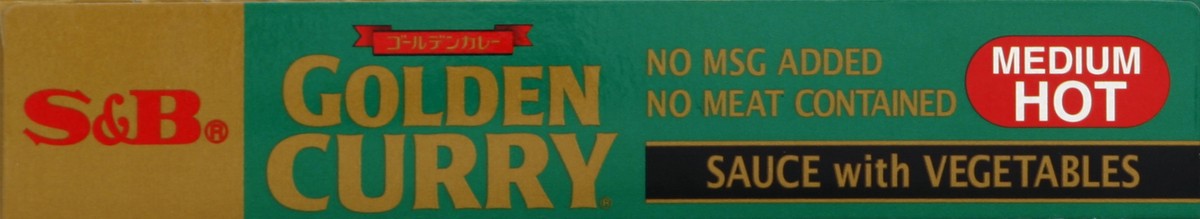 S&B®
ゴールデンカレー
GOLDEN
CURRY®
NO MSG ADDED
NO MEAT CONTAINED
MEDIUM
HOT
SAUCE with VEGETABLES